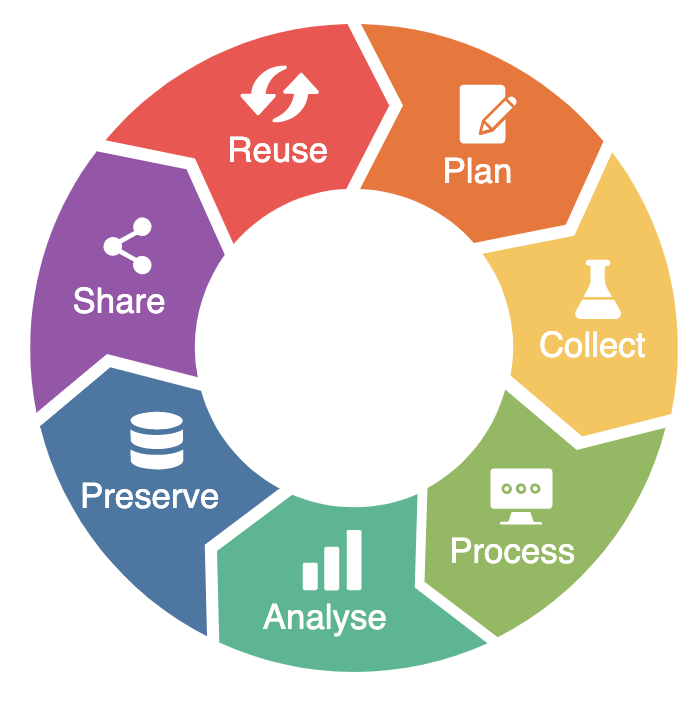 Reuse
Plan
Share
Collect
Preserve
Process
Analyse